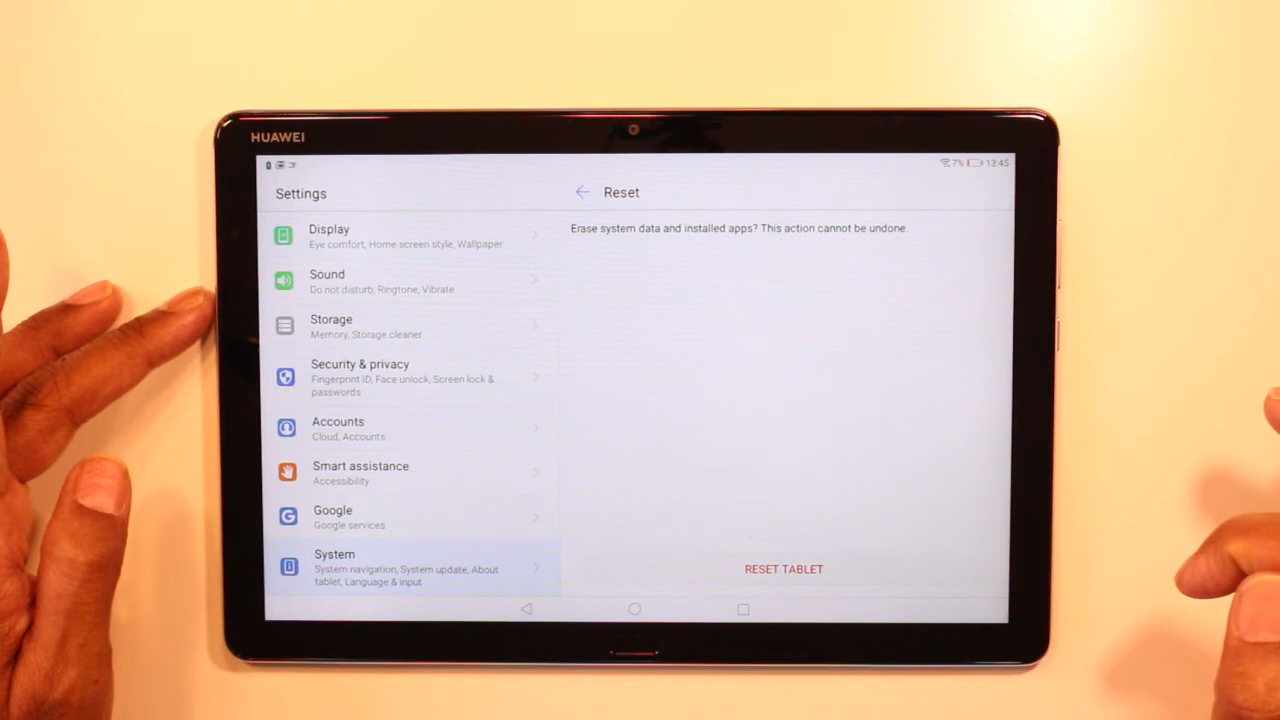 HUAWEI
7% 13:45
Settings
Reset
Display
Eye comfort, Home screen style, Wallpaper
Sound
Do not disturb, Ringtone, Vibrate
Storage
Memory, Storage cleaner
Security & privacy
Fingerprint ID, Face unlock, Screen lock &
passwords
Accounts
Cloud, Accounts
Smart assistance
Accessibility
Google
Google services
System
System navigation, System update, About
tablet, Language & input
Erase system data and installed apps? This action cannot be undone.
RESET TABLET